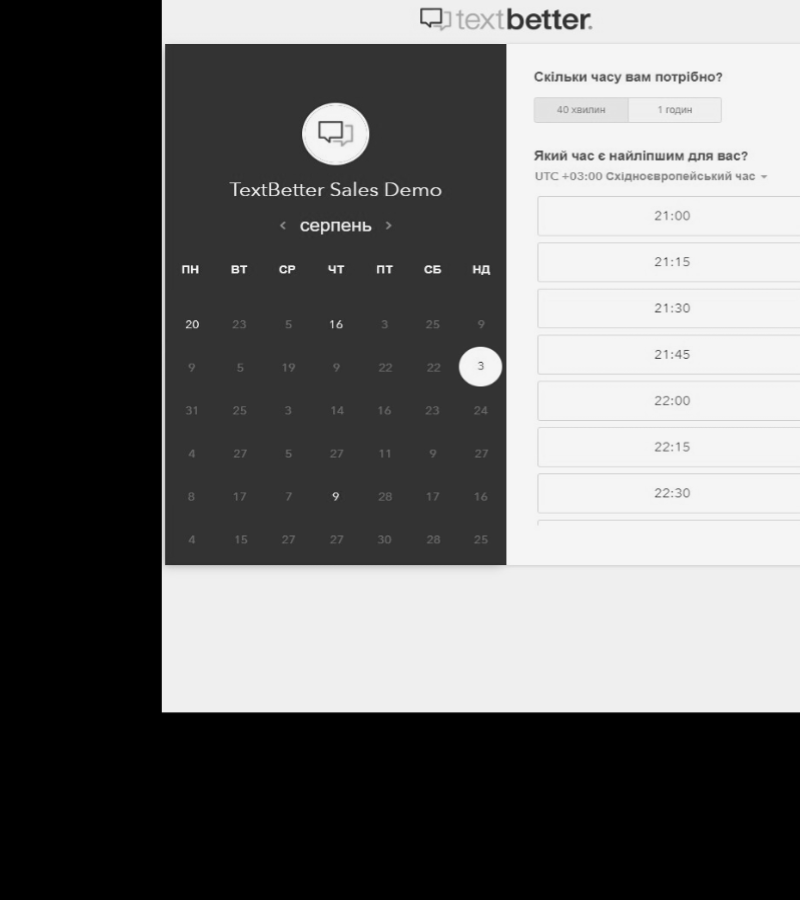 textbetter.
TextBetter Sales Demo
серпень
ПН ВТ СР ЧТ ПТ СБ НД
20 23 5 16 3 25 9
9 5 19 9 22 22 3
31 25 3 14 16 23 24
4 27 5 27 11 9 27
8 17 7 9 28 17 16
4 15 27 27 30 28 25
Скільки часу вам потрібно?
40 хвилин 1 годин
Який час є найліпшим для вас?
UTC +03:00 Східноєвропейський час
21:00
21:15
21:30
21:45
22:00
22:15
22:30